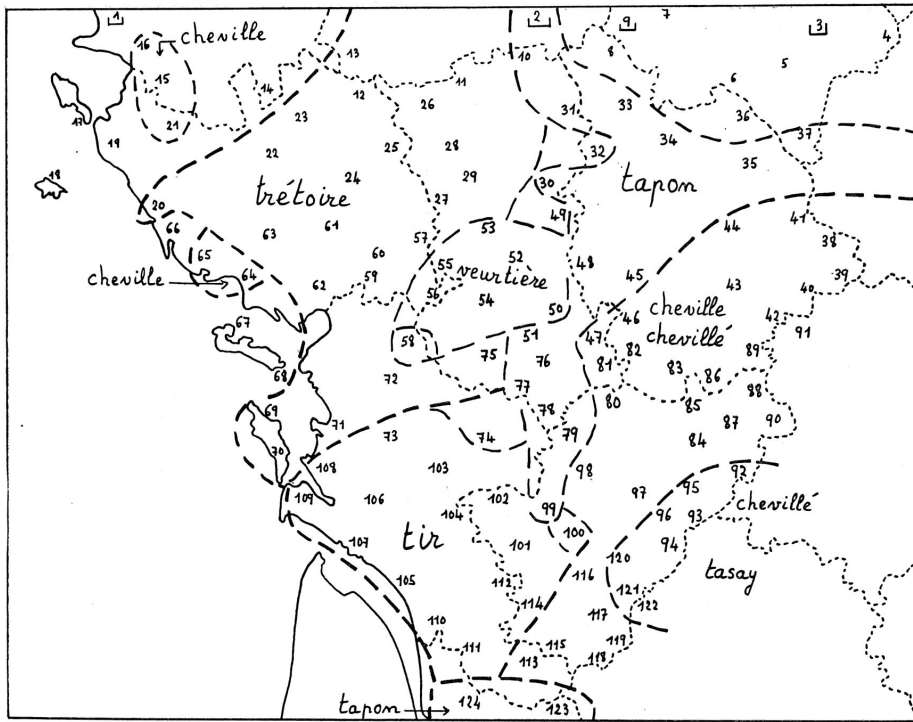 1 2 9 7 3 4
16 cheville 13 10 8 5
15 14 12 11 6
17 21 23 26 31 33 36 37
19 22 25 28 32 34 35
18 24 29 30 tapon
20 trétoire 27 49 44 41
66 63 61 57 53 38
65 60 55 52 48 45 43 39
cheville 64 62 59 veurtière 40
56 54 50 46 cheville 42 91
67 58 51 47 chevillé 89
68 72 75 76 81 82 83 86 88
69 77 78 80 85 87 90
71 73 74 79 84
70 108 103 98 95 92
109 106 102 97 chevillé
104 99 96 93
107 tir 101 100 94
105 116 120 tasay
112 121
114 117 122
110 111 115 119
113 118
tapon 124 123